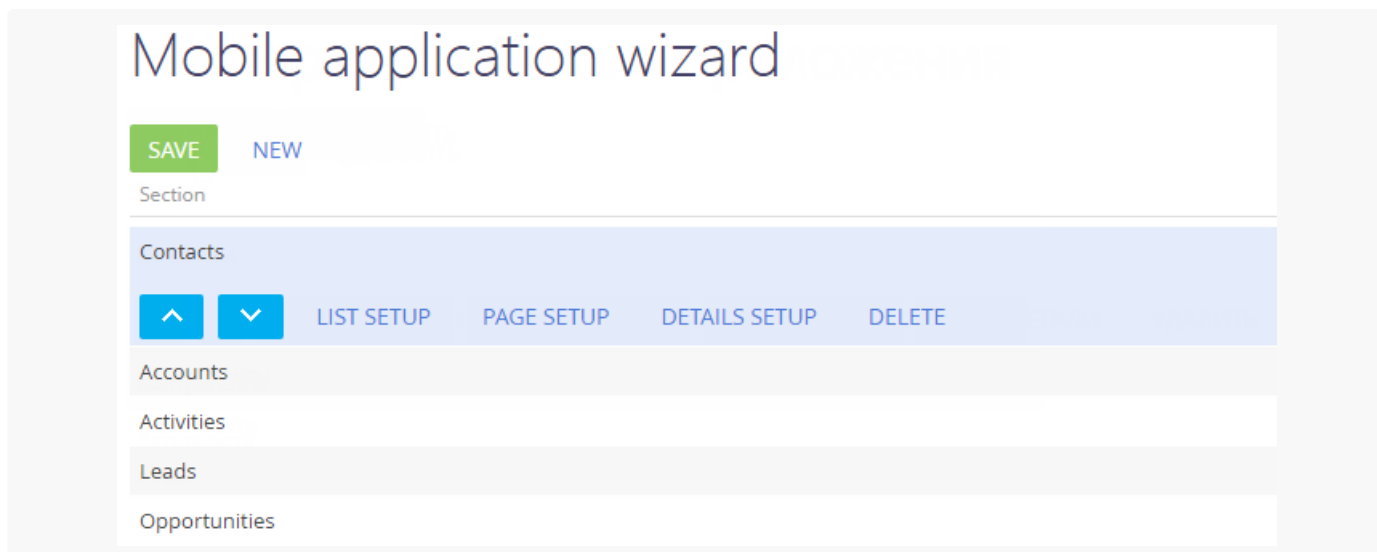 Mobile application wizard
SAVE NEW
Section
Contacts
LIST SETUP PAGE SETUP DETAILS SETUP DELETE
Accounts
Activities
Leads
Opportunities